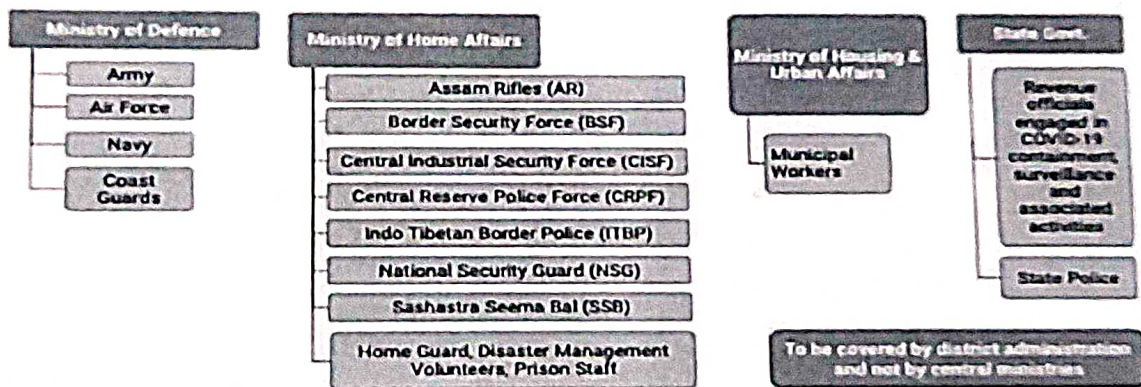 Ministry of Defence
Army
Air Force
Navy
Coast
Guards
Ministry of Home Affairs
Assam Rifles (AR)
Border Security Force (BSF)
Central Industrial Security Force (CISF)
Central Reserve Police Force (CRPF)
Indo Tibetan Border Police (ITBP)
National Security Guard (NSG)
Sashastra Seema Bal (SSB)
Home Guard, Disaster Management
Volunteers, Prison Staff
Ministry of Housing &
Urban Affairs
Municipal
Workers
State Govt.
Revenue
officials
engaged in
COVID-19
containment,
surveillance
and
associated
activities
State Police
To be covered by district administration
and not by central ministries